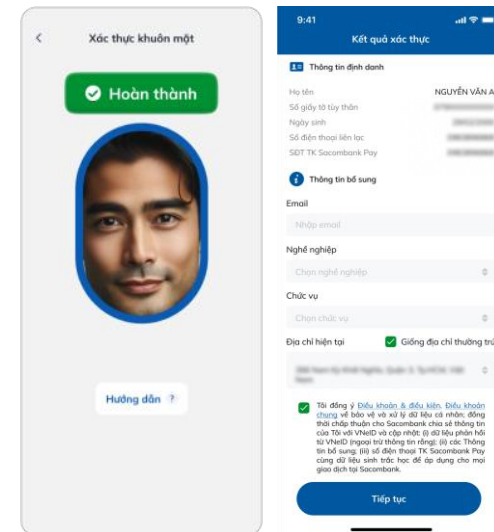 Xác thực khuôn mặt
Hoàn thành
Hướng dẫn ?
9:41
Kết quả xác thực
Thông tin định danh
Họ tên NGUYỄN VĂN A
Số giấy tờ tùy thân
Ngày sinh
Số điện thoại liên lạc
SĐT TK Sacombank Pay
Thông tin bổ sung
Email
Nhập email
Nghề nghiệp
Chọn nghề nghiệp
Chức vụ
Chọn chức vụ
Địa chỉ hiện tại Giống địa chỉ thường trú
Tôi đồng ý Điều khoản & điều kiện, Điều khoản
chung về bảo vệ và xử lý dữ liệu cá nhân; đồng
thời chấp thuận cho Sacombank chia sẻ thông tin
của Tôi với VNeID và cập nhật: (i) dữ liệu phản hồi
từ VNeID (ngoại trừ thông tin rỗng); (ii) các Thông
tin bổ sung; (iii) số điện thoại TK Sacombank Pay
cùng dữ liệu sinh trắc học để áp dụng cho mọi
giao dịch tại Sacombank.
Tiếp tục